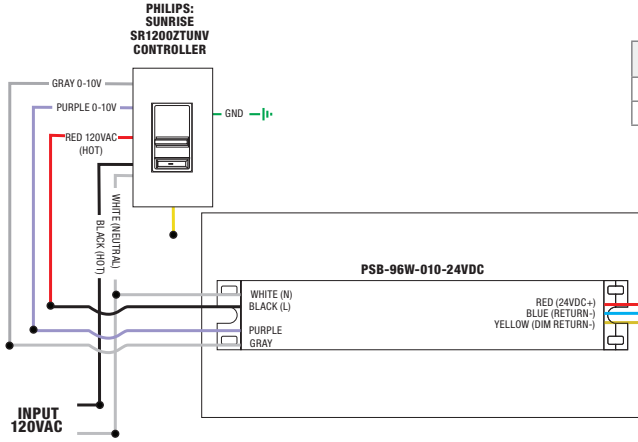 PHILIPS:
SUNRISE
SR1200ZTUNV
CONTROLLER
GRAY 0-10V
PURPLE 0-10V
RED 120VAC
(HOT)
GND
WHITE (NEUTRAL)
BLACK (HOT)
PSB-96W-010-24VDC
WHITE (N)
BLACK (L)
PURPLE
GRAY
RED (24VDC+)
BLUE (RETURN-)
YELLOW (DIM RETURN-)
INPUT
120VAC